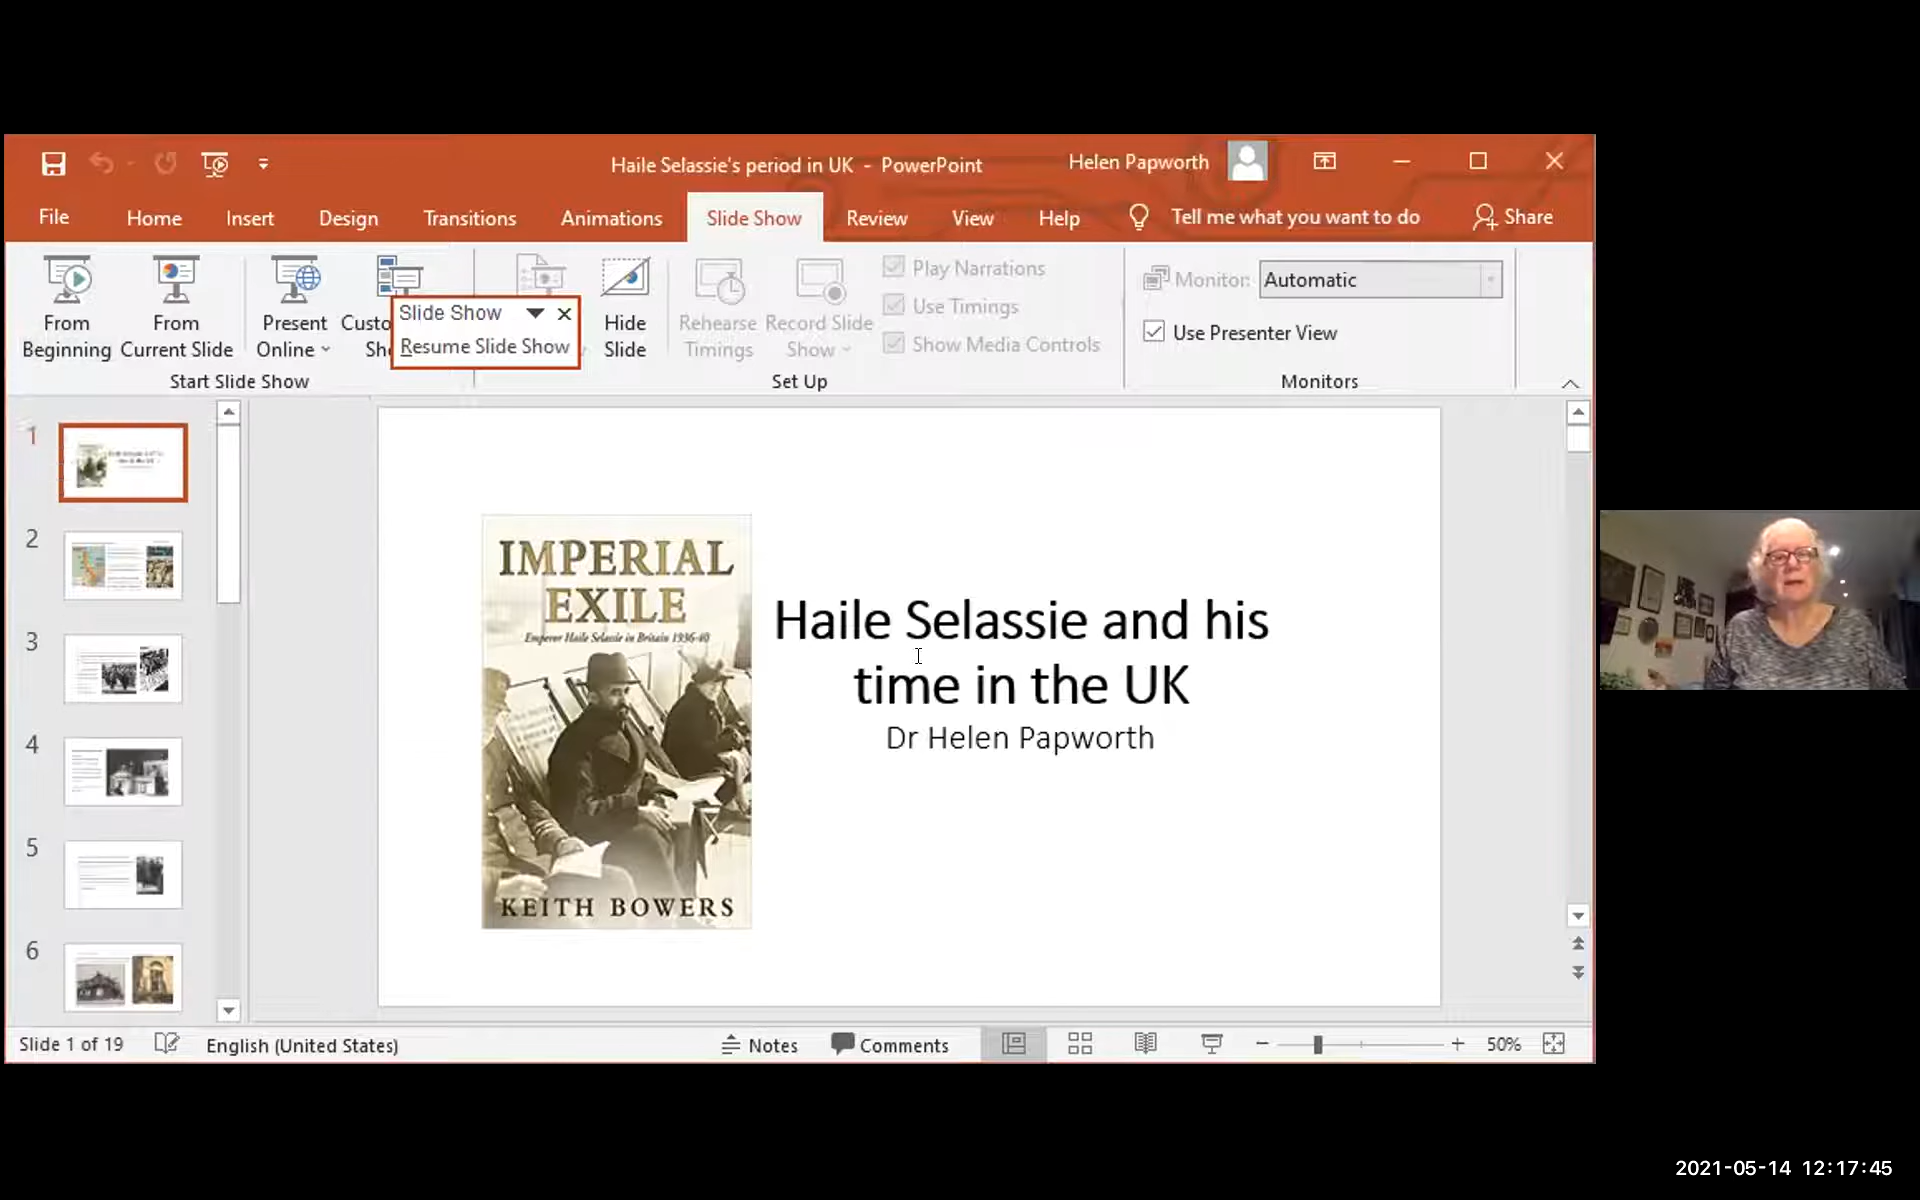 Haile Selassie's period in UK - PowerPoint
Helen Papworth
File Home Insert Design Transitions Animations Slide Show Review View Help Tell me what you want to do Share
From Beginning
From Current Slide
Present Online
Custo
Sh
Slide Show
Resume Slide Show
Hide Slide
Rehearse Timings
Record Slide Show
Play Narrations
Use Timings
Show Media Controls
Monitor: Automatic
Use Presenter View
Start Slide Show
Set Up
Monitors
1
2
3
4
5
6
IMPERIAL
EXILE
Emperor Haile Selassie in Britain 1936-40
KEITH BOWERS
Haile Selassie and his
time in the UK
Dr Helen Papworth
Slide 1 of 19 English (United States) Notes Comments 50%
2021-05-14 12:17:45